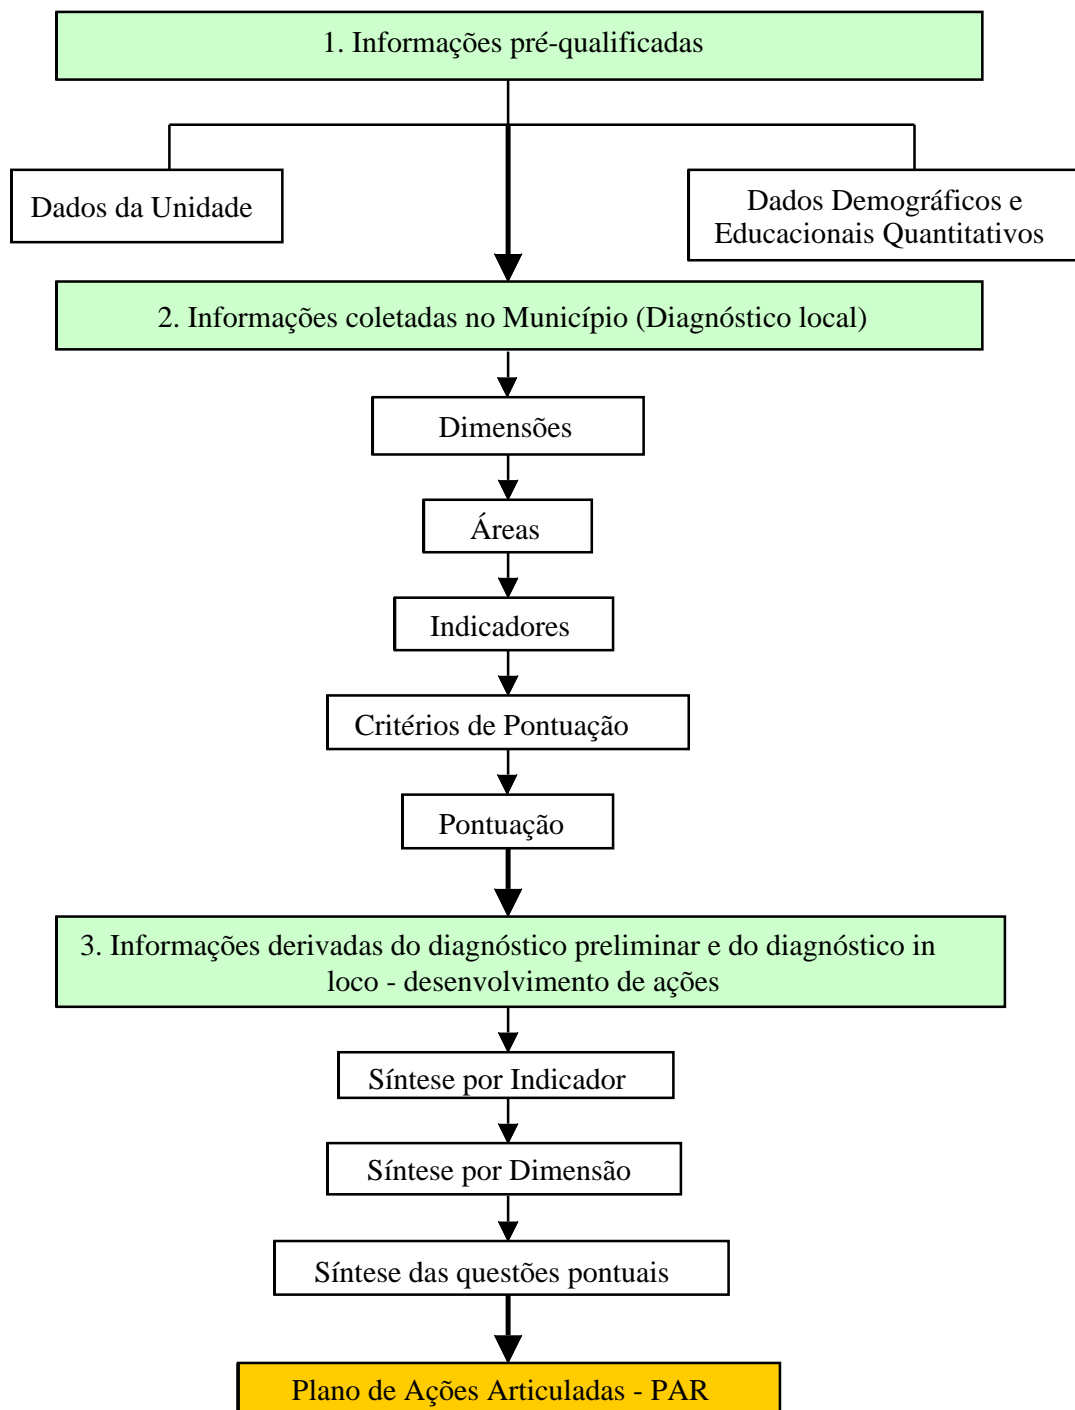 1. Informações pré-qualificadas
Dados da Unidade
Dados Demográficos e
Educacionais Quantitativos
2. Informações coletadas no Município (Diagnóstico local)
Dimensões
Áreas
Indicadores
Critérios de Pontuação
Pontuação
3. Informações derivadas do diagnóstico preliminar e do diagnóstico in
loco - desenvolvimento de ações
Síntese por Indicador
Síntese por Dimensão
Síntese das questões pontuais
Plano de Ações Articuladas - PAR